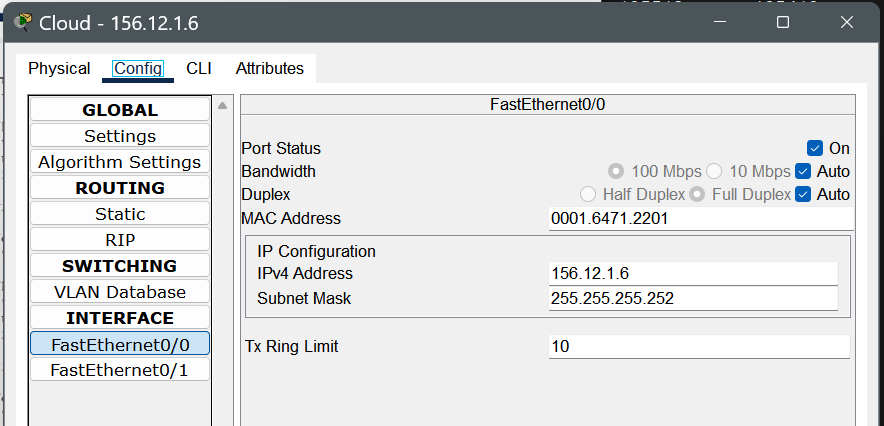 Cloud - 156.12.1.6
Physical Config CLI Attributes
GLOBAL
Settings
Algorithm Settings
ROUTING
Static
RIP
SWITCHING
VLAN Database
INTERFACE
FastEthernet0/0
FastEthernet0/1
FastEthernet0/0
Port Status On
Bandwidth 100 Mbps 10 Mbps Auto
Duplex Half Duplex Full Duplex Auto
MAC Address 0001.6471.2201
IP Configuration
IPv4 Address 156.12.1.6
Subnet Mask 255.255.255.252
Tx Ring Limit 10